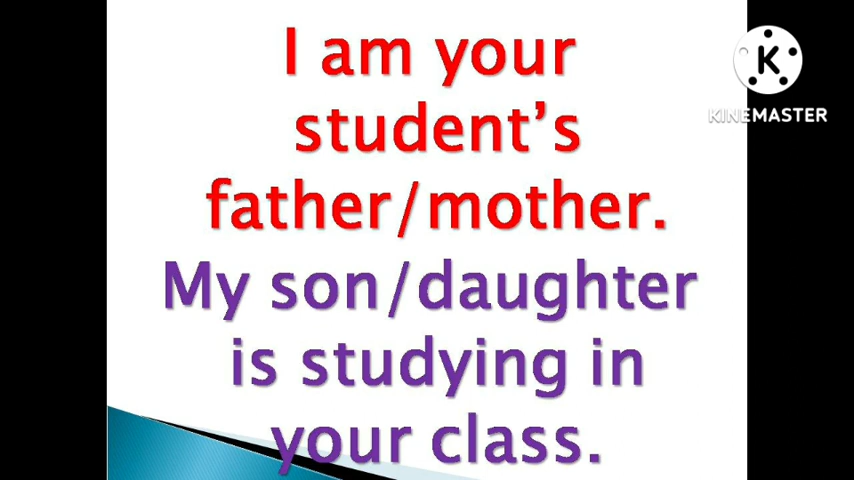 I am your
student’s
father/mother.
My son/daughter
is studying in
your class.
K
KINEMASTER